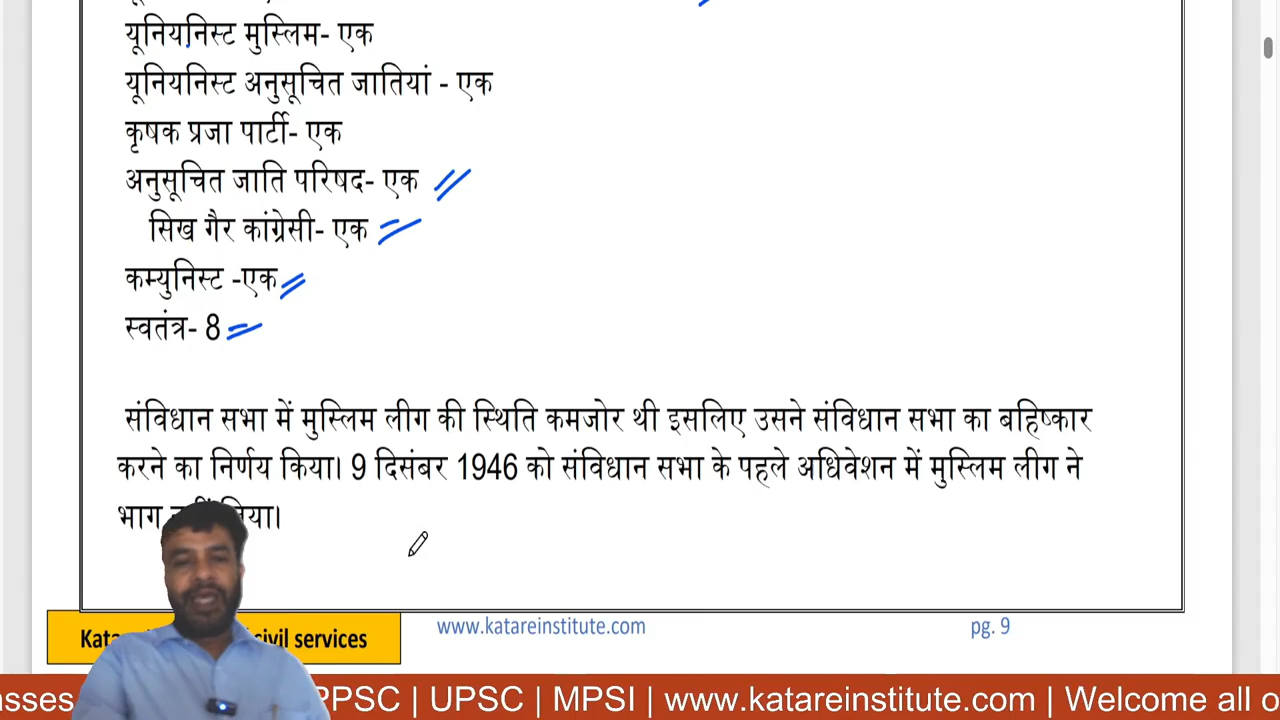 यूनियनिस्ट मुस्लिम- एक
यूनियनिस्ट अनुसूचित जातियां - एक
कृषक प्रजा पार्टी- एक
अनुसूचित जाति परिषद- एक
सिख गैर कांग्रेसी- एक
कम्युनिस्ट -एक
स्वतंत्र- 8
संविधान सभा में मुस्लिम लीग की स्थिति कमजोर थी इसलिए उसने संविधान सभा का बहिष्कार
करने का निर्णय किया। 9 दिसंबर 1946 को संविधान सभा के पहले अधिवेशन में मुस्लिम लीग ने
भाग
civil services
www.katareinstitute.com
pg. 9
PPSC | UPSC | MPSI | www.katareinstitute.com | Welcome all